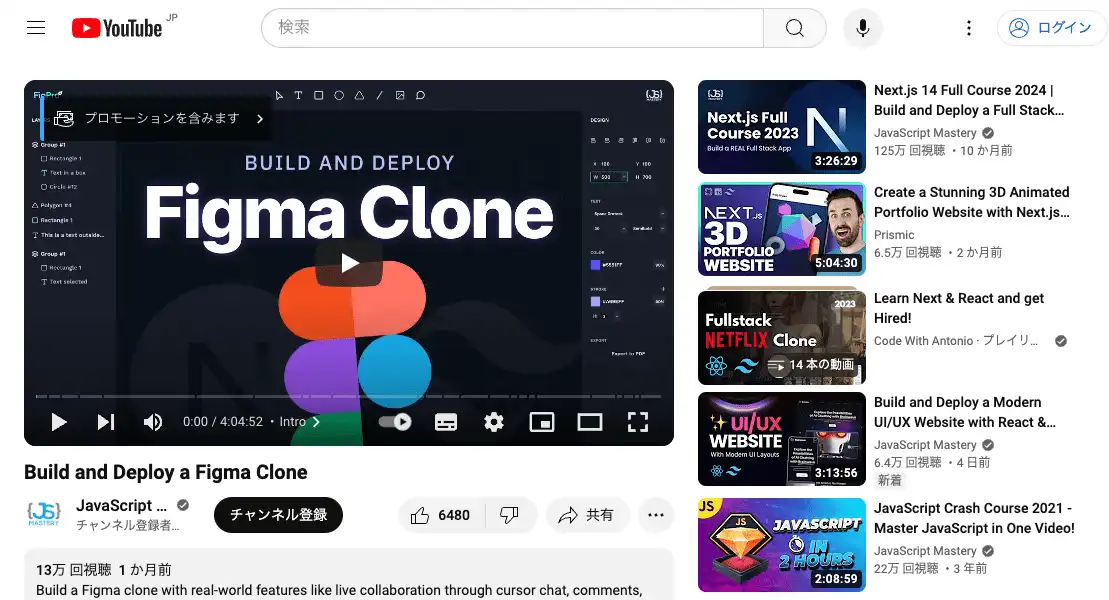 YouTube JP
検索
ログイン
プロモーションを含みます
Group #1
Rectangle 1
Text in a box
Circle #12
Polygon #4
Rectangle 1
This is a text outside...
Group #1
Rectangle 1
Text selected
BUILD AND DEPLOY
Figma Clone
JS
MASTERY
DESIGN
X 100 Y 100
W 500 H 700
TEXT
Space Grotesk
SemiBold
COLOR
STROKE
EXPORT
Export to PDF
0:00 / 4:04:52 • Intro
Build and Deploy a Figma Clone
JS
MASTERY
JavaScript ...
チャンネル登録者...
チャンネル登録
6480
共有
13万 回視聴 1 か月前
Build a Figma clone with real-world features like live collaboration through cursor chat, comments,
JS
Next.js Full
Course 2023
Build a REAL Full Stack App
N
3:26:29
Next.js 14 Full Course 2024 |
Build and Deploy a Full Stack…
JavaScript Mastery
125万 回視聴 • 10 か月前
NEXT.JS
3D
PORTFOLIO
WEBSITE
5:04:30
Create a Stunning 3D Animated
Portfolio Website with Next.js…
Prismic
6.5万 回視聴 • 2 か月前
2023
Fullstack
NETFLIX Clone
14 本の動画
Learn Next & React and get
Hired!
Code With Antonio · プレイリ...
UI/UX
WEBSITE
With Modern UI Layouts
3:13:56
Build and Deploy a Modern
UI/UX Website with React &…
JavaScript Mastery
6.4万 回視聴 • 4 日前
新着
JS
JS
JAVASCRIPT
IN
2 HOURS
2:08:59
JavaScript Crash Course 2021 -
Master JavaScript in One Video!
JavaScript Mastery
22万 回視聴 • 3 年前